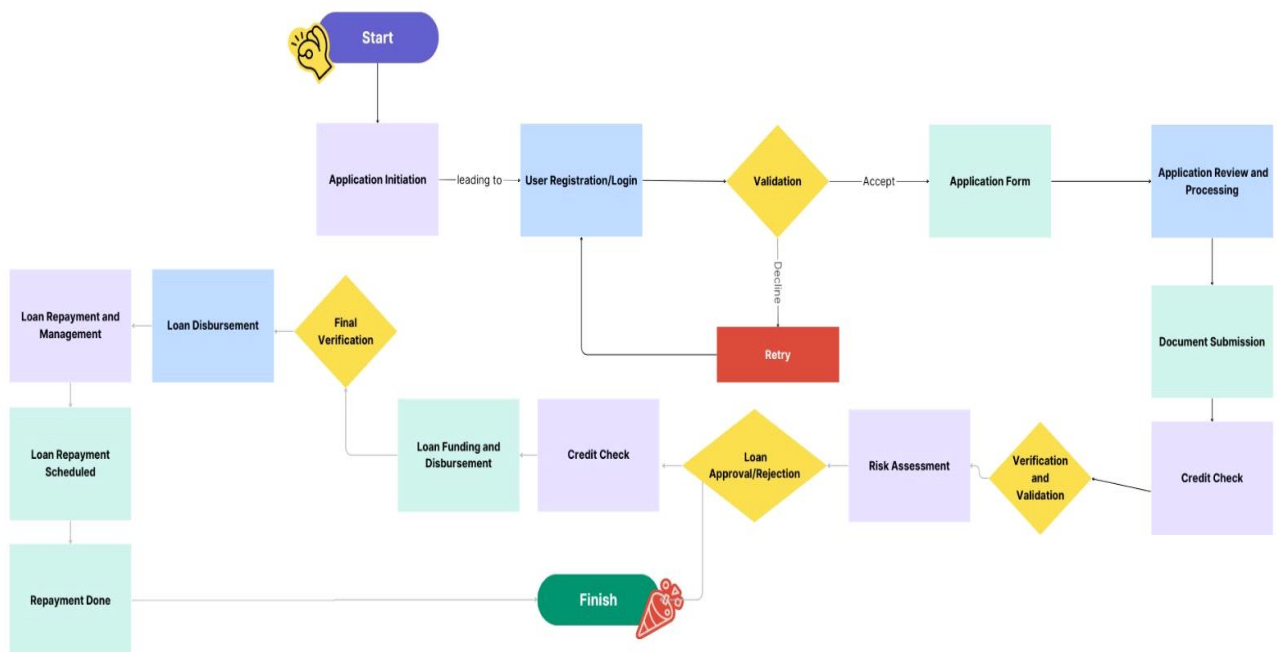 Start
Application Initiation
leading to
User Registration/Login
Validation
Accept
Application Form
Application Review and
Processing
Decline
Retry
Document Submission
Credit Check
Verification
and
Validation
Risk Assessment
Loan
Approval/Rejection
Credit Check
Loan Funding and
Disbursement
Final
Verification
Loan Disbursement
Loan Repayment and
Management
Loan Repayment
Scheduled
Repayment Done
Finish